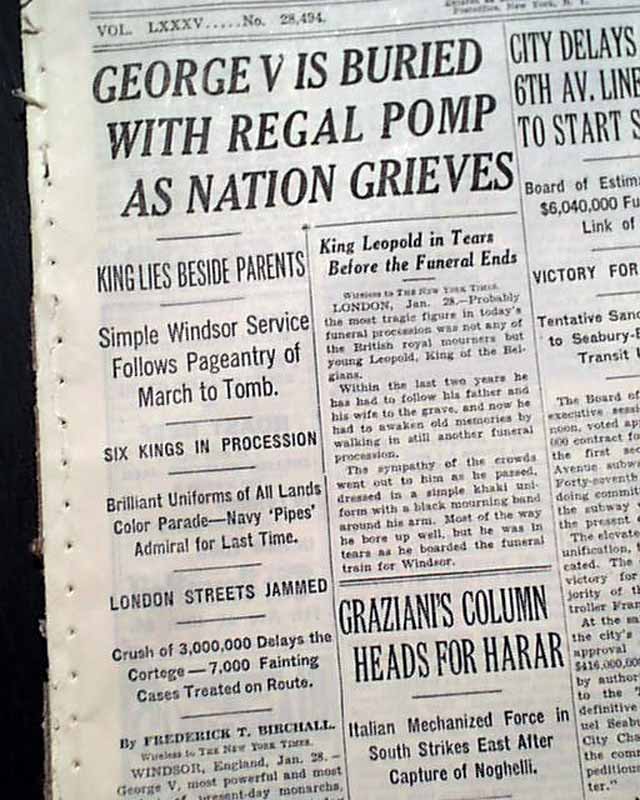 VOL. LXXXV.....No. 28,494.
GEORGE V IS BURIED
WITH REGAL POMP
AS NATION GRIEVES
KING LIES BESIDE PARENTS
Simple Windsor Service
Follows Pageantry of
March to Tomb.
SIX KINGS IN PROCESSION
Brilliant Uniforms of All Lands
Color Parade—Navy 'Pipes'
Admiral for Last Time.
LONDON STREETS JAMMED
Crush of 3,000,000 Delays the
Cortege—7,000 Fainting
Cases Treated on Route.
By FREDERICK T. BIRCHALL.
Wireless to THE NEW YORK TIMES.
WINDSOR, England, Jan. 28.—
George V, most powerful and most
of present-day monarchs,
King Leopold in Tears
Before the Funeral Ends
Wireless to THE NEW YORK TIMES.
LONDON, Jan. 28.—Probably
the most tragic figure in today's
funeral procession was not any of
the British royal mourners but
young Leopold, King of the Bel-
gians.
Within the last two years he
has had to follow his father and
his wife to the grave, and now he
had to awaken old memories by
walking in still another funeral
procession.
The sympathy of the crowds
went out to him as he passed,
dressed in a simple khaki uni-
form with a black mourning band
around his arm. Most of the way
he bore up well, but he was in
tears as he boarded the funeral
train for Windsor.
GRAZIANI'S COLUMN
HEADS FOR HARAR
Italian Mechanized Force in
South Strikes East After
Capture of Noghelli.
CITY DELAYS
6TH AV. LINE
TO START S
Board of Estim
$6,040,000 Fu
Link of
VICTORY FOR
Tentative Sanc
to Seabury-B
Transit
The Board of
executive sess
noon, voted ap
000 contract for
the first sec
Avenue subw
Forty-seventh
doing commit
the subway
the present
The elevate
unification,
cated. The
victory for
jority of th
troller Fran
At the sa
the city's
approval
$416,000,00
by author
to the T
definitive
uel Seabu
City Cha
the comm
peditious
ter."